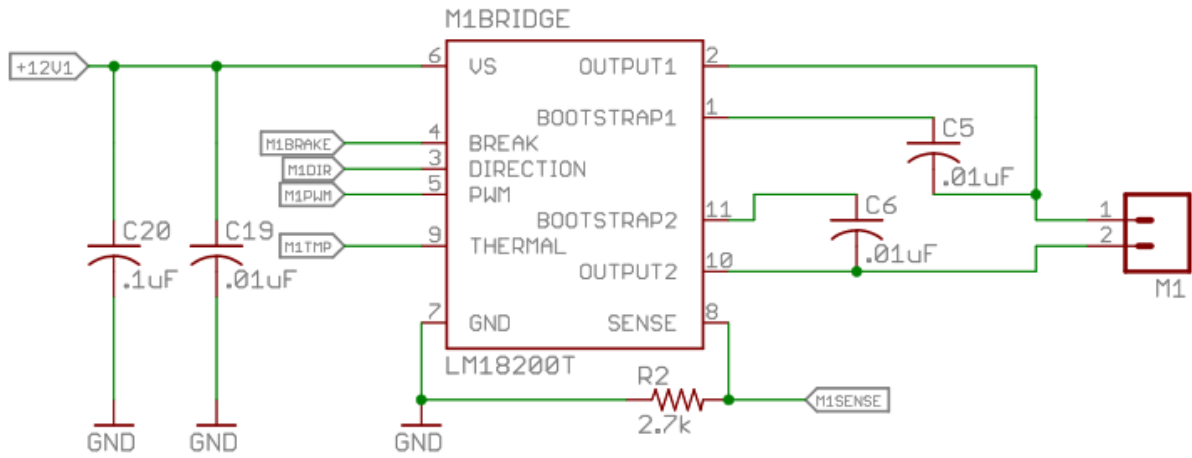 M1BRIDGE
+12V1
6
VS
OUTPUT1
2
BOOTSTRAP1
1
M1BRAKE
4
BREAK
C5
.01uF
M1DIR
3
DIRECTION
M1PWM
5
PWM
BOOTSTRAP2
11
C6
.01uF
1
2
M1
C20
.1uF
C19
.01uF
M1TMP
9
THERMAL
OUTPUT2
10
7
GND
SENSE
8
LM18200T
R2
2.7k
M1SENSE
GND
GND
GND